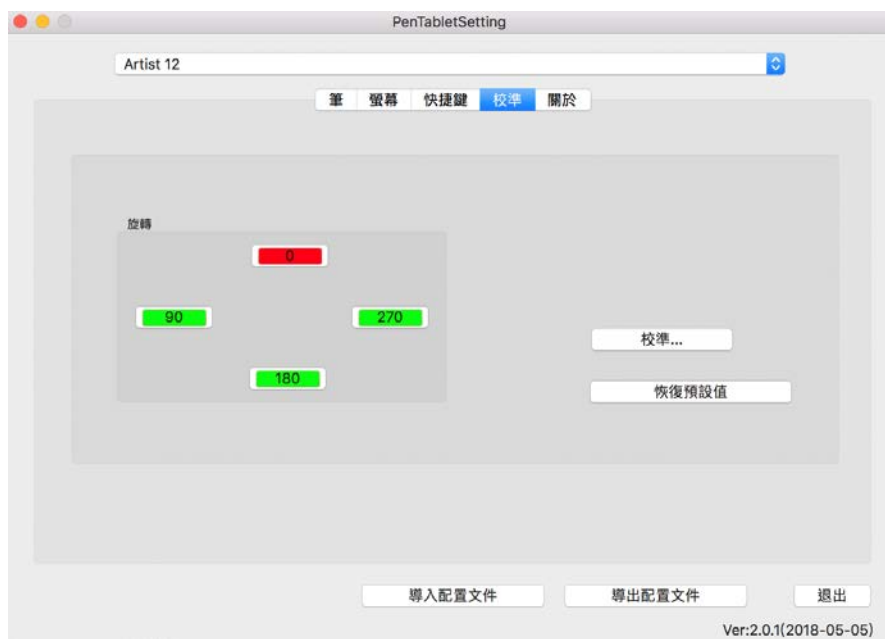 PenTabletSetting
Artist 12
筆 螢幕 快捷鍵 校準 關於
旋轉
0
90 270
180
校準...
恢復預設值
導入配置文件 導出配置文件 退出
Ver:2.0.1(2018-05-05)